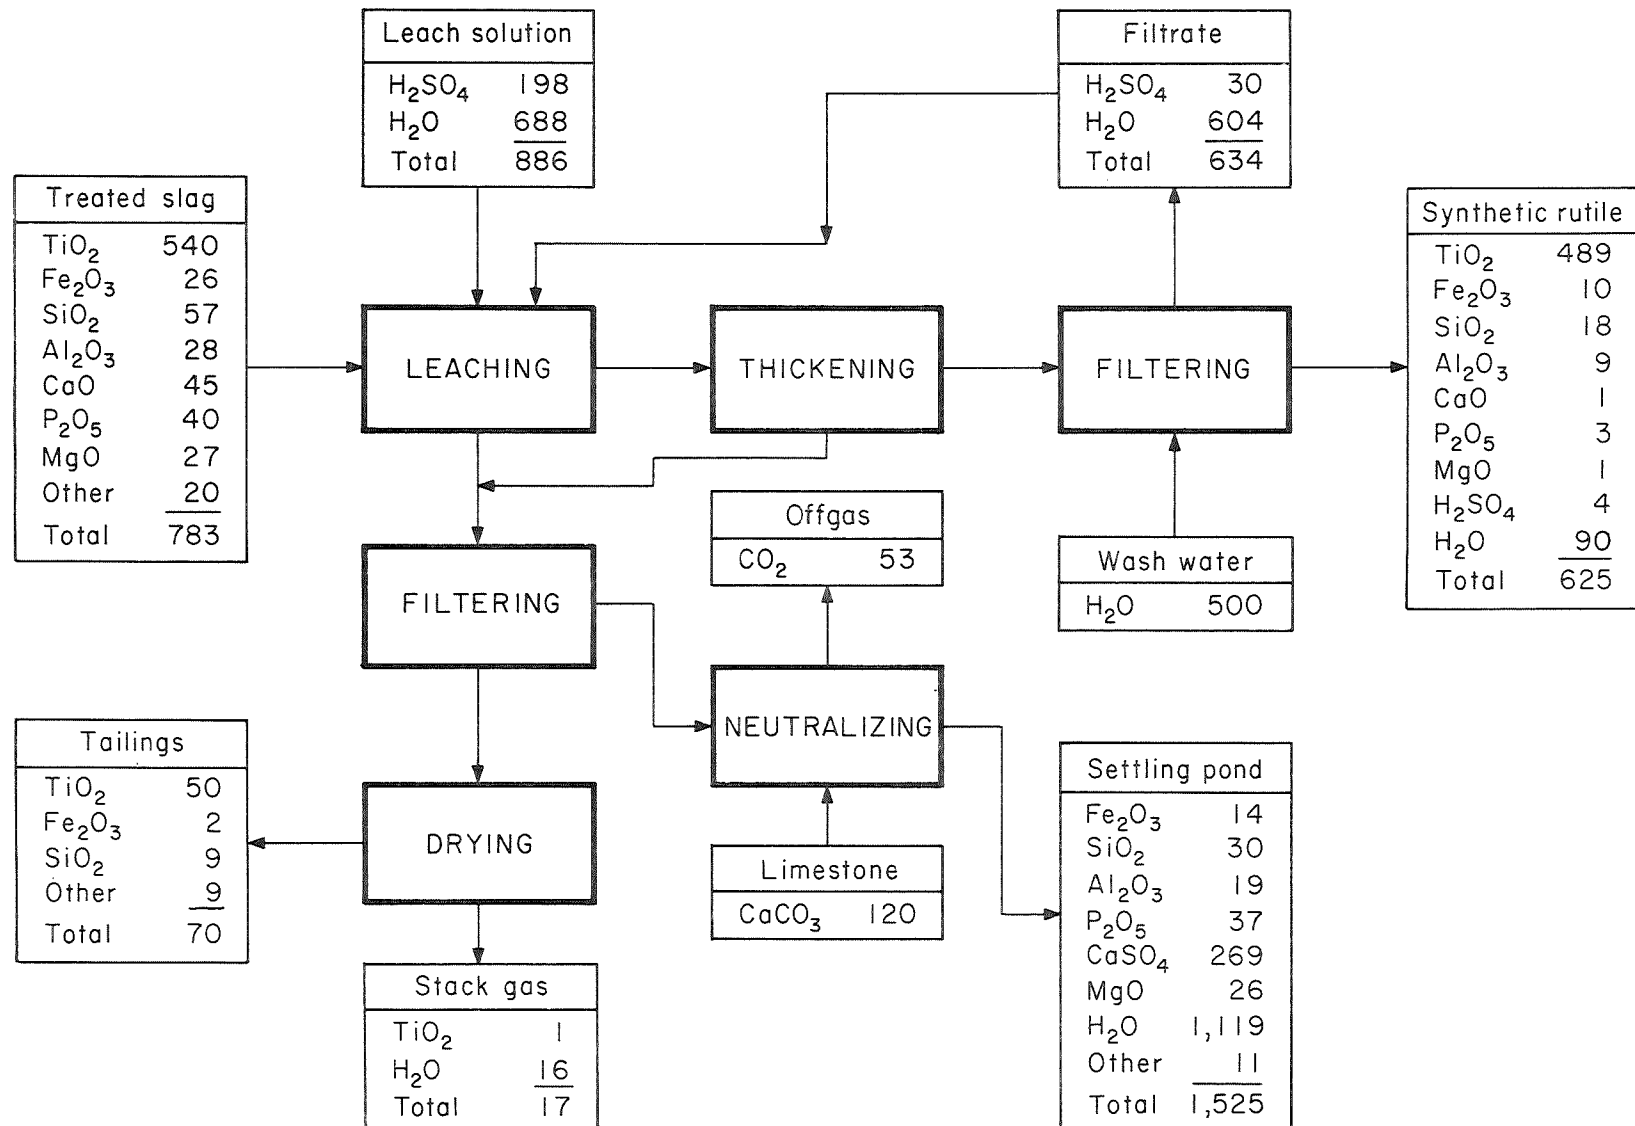 Leach solution
H₂SO₄ 198
H₂O 688
Total 886
Filtrate
H₂SO₄ 30
H₂O 604
Total 634
Treated slag
TiO₂ 540
Fe₂O₃ 26
SiO₂ 57
Al₂O₃ 28
CaO 45
P₂O₅ 40
MgO 27
Other 20
Total 783
Synthetic rutile
TiO₂ 489
Fe₂O₃ 10
SiO₂ 18
Al₂O₃ 9
CaO 1
P₂O₅ 3
MgO 1
H₂SO₄ 4
H₂O 90
Total 625
LEACHING
THICKENING
FILTERING
Offgas
CO₂ 53
Wash water
H₂O 500
FILTERING
NEUTRALIZING
Tailings
TiO₂ 50
Fe₂O₃ 2
SiO₂ 9
Other 9
Total 70
DRYING
Limestone
CaCO₃ 120
Settling pond
Fe₂O₃ 14
SiO₂ 30
Al₂O₃ 19
P₂O₅ 37
CaSO₄ 269
MgO 26
H₂O 1,119
Other 11
Total 1,525
Stack gas
TiO₂ 1
H₂O 16
Total 17